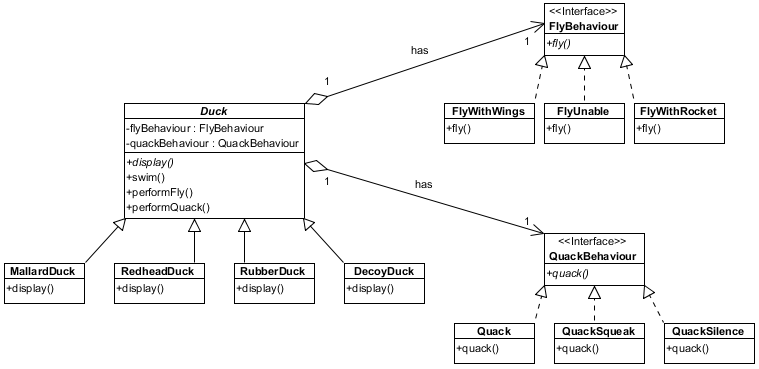 <<Interface>>
FlyBehaviour
+fly()
1
has
1
FlyWithWings
+fly()
FlyUnable
+fly()
FlyWithRocket
+fly()
Duck
-flyBehaviour : FlyBehaviour
-quackBehaviour : QuackBehaviour
+display()
+swim()
+performFly()
+performQuack()
1
has
1
<<Interface>>
QuackBehaviour
+quack()
MallardDuck
+display()
RedheadDuck
+display()
RubberDuck
+display()
DecoyDuck
+display()
Quack
+quack()
QuackSqueak
+quack()
QuackSilence
+quack()